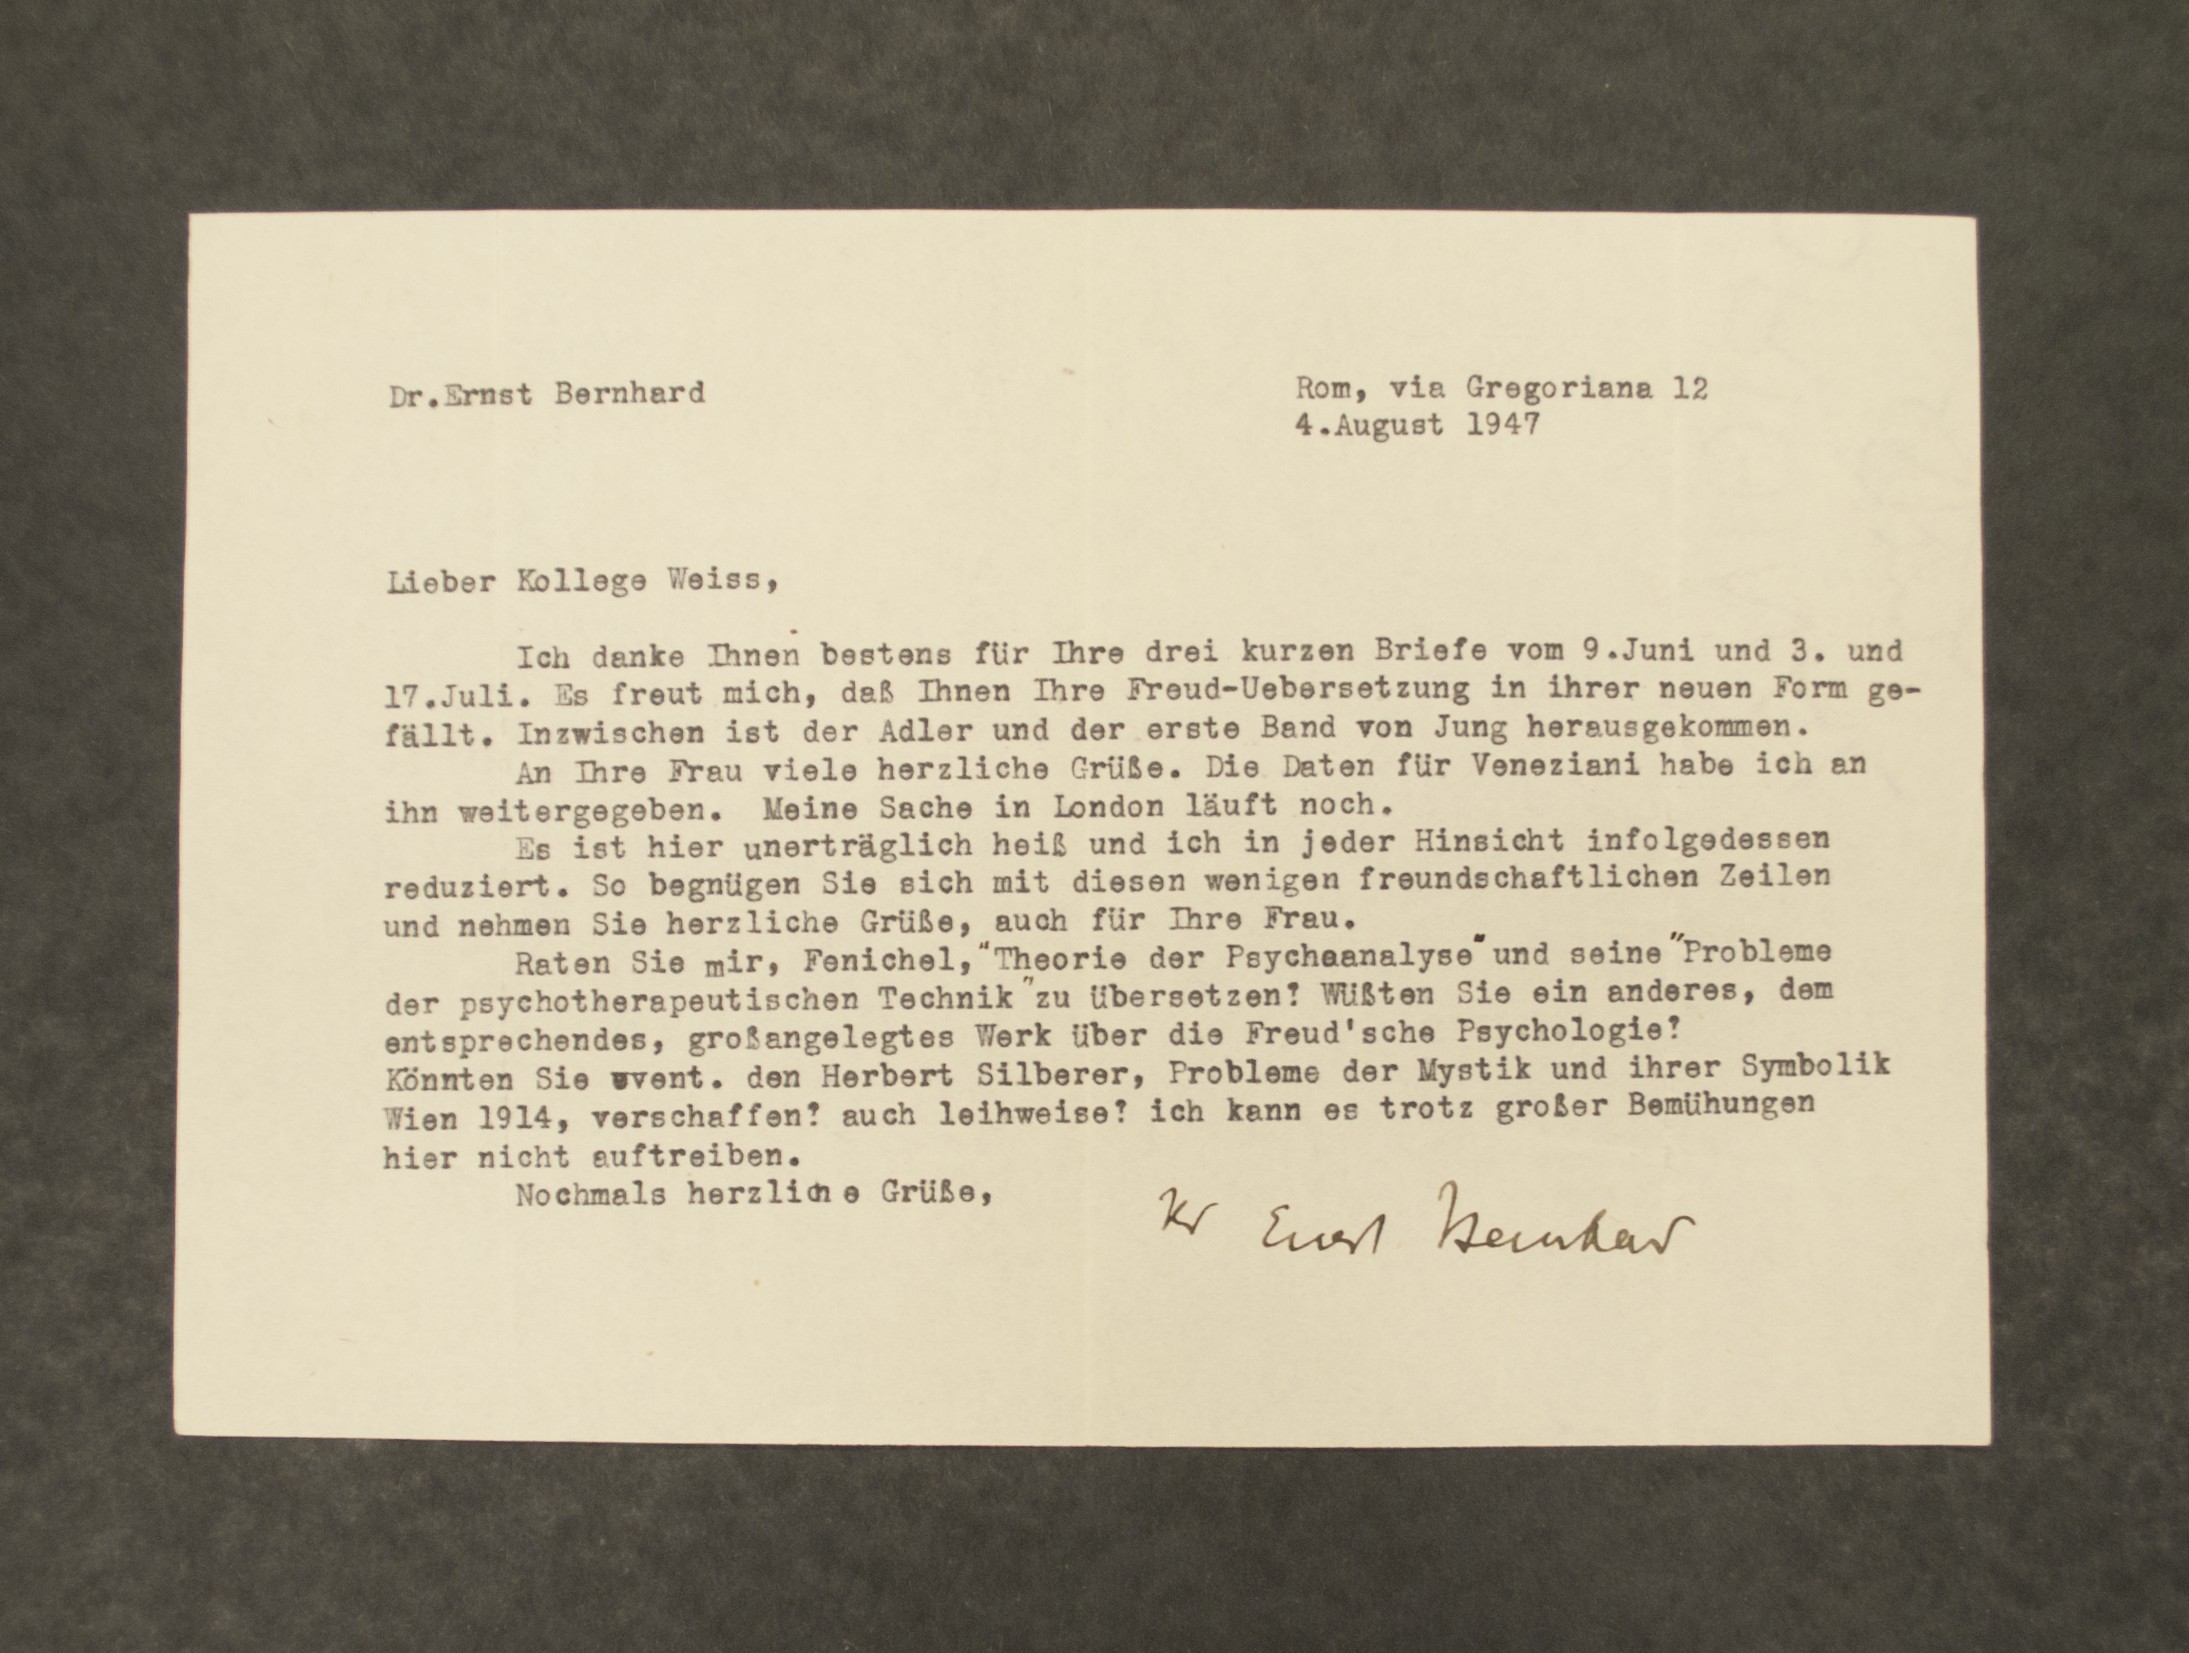 Dr.Ernst Bernhard
Rom, via Gregoriana 12
4.August 1947
Lieber Kollege Weiss,
Ich danke Ihnen bestens für Ihre drei kurzen Briefe vom 9.Juni und 3. und
17.Juli. Es freut mich, daß Ihnen Ihre Freud-Uebersetzung in ihrer neuen Form ge-
fällt. Inzwischen ist der Adler und der erste Band von Jung herausgekommen.
An Ihre Frau viele herzliche Grüße. Die Daten für Veneziani habe ich an
ihn weitergegeben. Meine Sache in London läuft noch.
Es ist hier unerträglich heiß und ich in jeder Hinsicht infolgedessen
reduziert. So begnügen Sie sich mit diesen wenigen freundschaftlichen Zeilen
und nehmen Sie herzliche Grüße, auch für Ihre Frau.
Raten Sie mir, Fenichel, "Theorie der Psychoanalyse" und seine "Probleme
der psychotherapeutischen Technik" zu übersetzen? Wüßten Sie ein anderes, dem
entsprechendes, großangelegtes Werk über die Freud'sche Psychologie?
Könnten Sie event. den Herbert Silberer, Probleme der Mystik und ihrer Symbolik
Wien 1914, verschaffen? auch leihweise? ich kann es trotz großer Bemühungen
hier nicht auftreiben.
Nochmals herzliche Grüße,
Ihr Ernst Bernhard